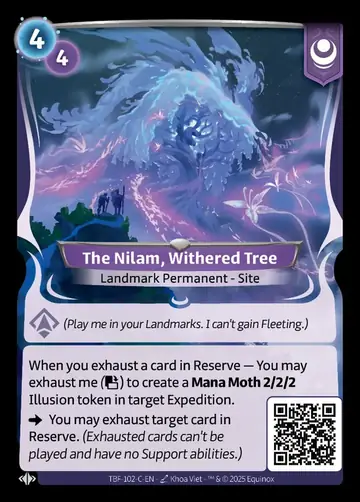 4
4
The Nilam, Withered Tree
Landmark Permanent - Site
(Play me in your Landmarks. I can't gain Fleeting.)
When you exhaust a card in Reserve — You may
exhaust me () to create a Mana Moth 2/2/2
Illusion token in target Expedition.
➜ You may exhaust target card in
Reserve. (Exhausted cards can't be
played and have no Support abilities.)
TBF-102-C-EN - Khoa Viet - ™ & © 2025 Equinox